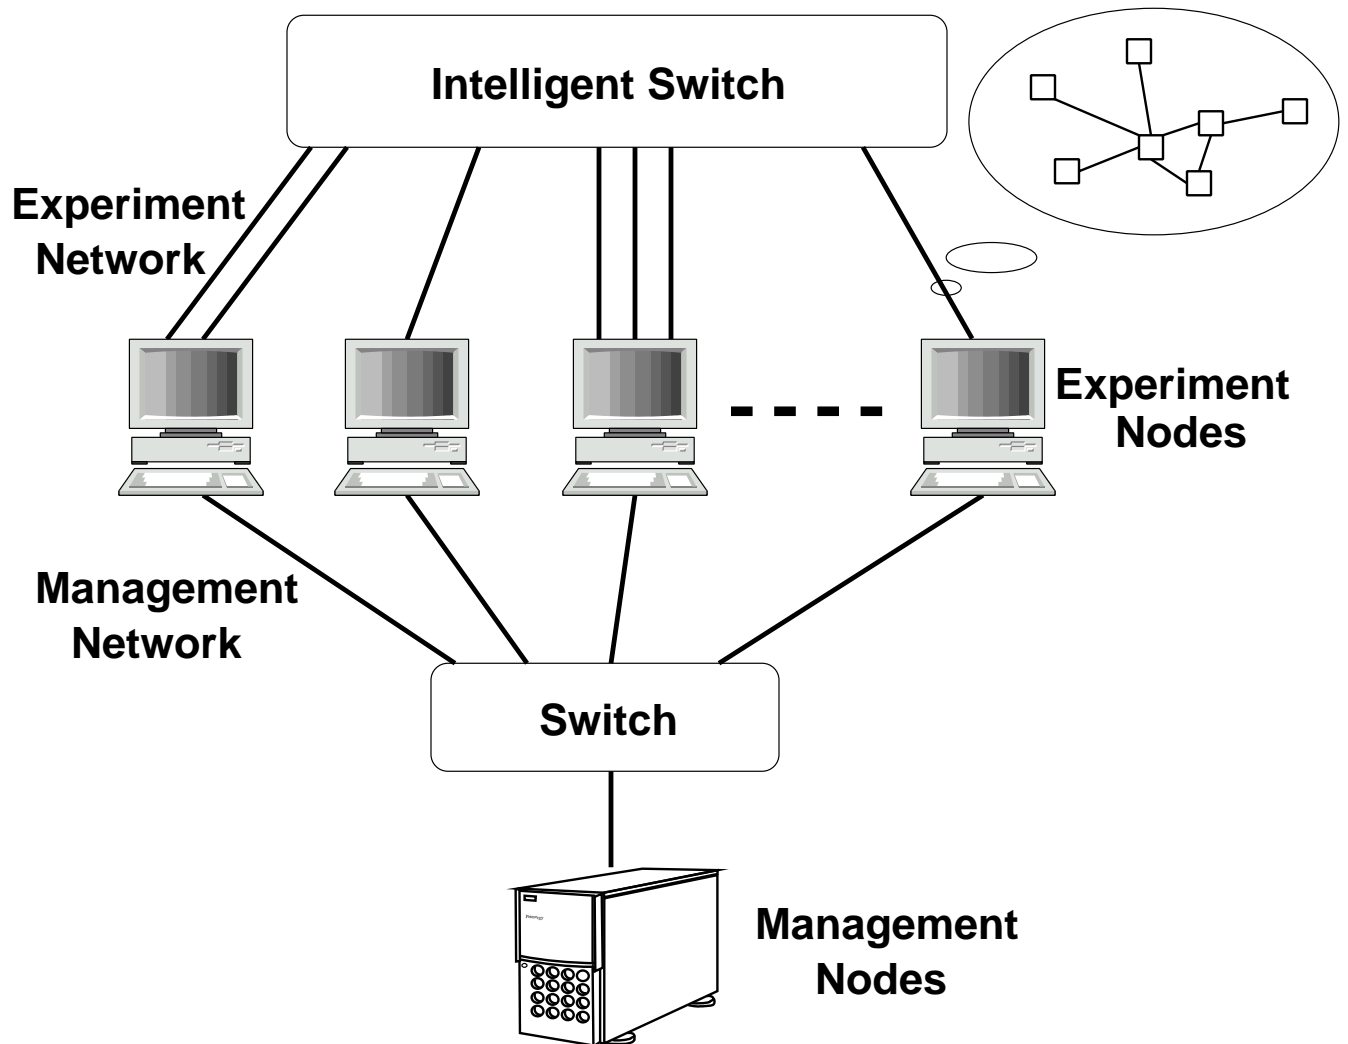 Intelligent Switch
Experiment
Network
Experiment
Nodes
Management
Network
Switch
Management
Nodes